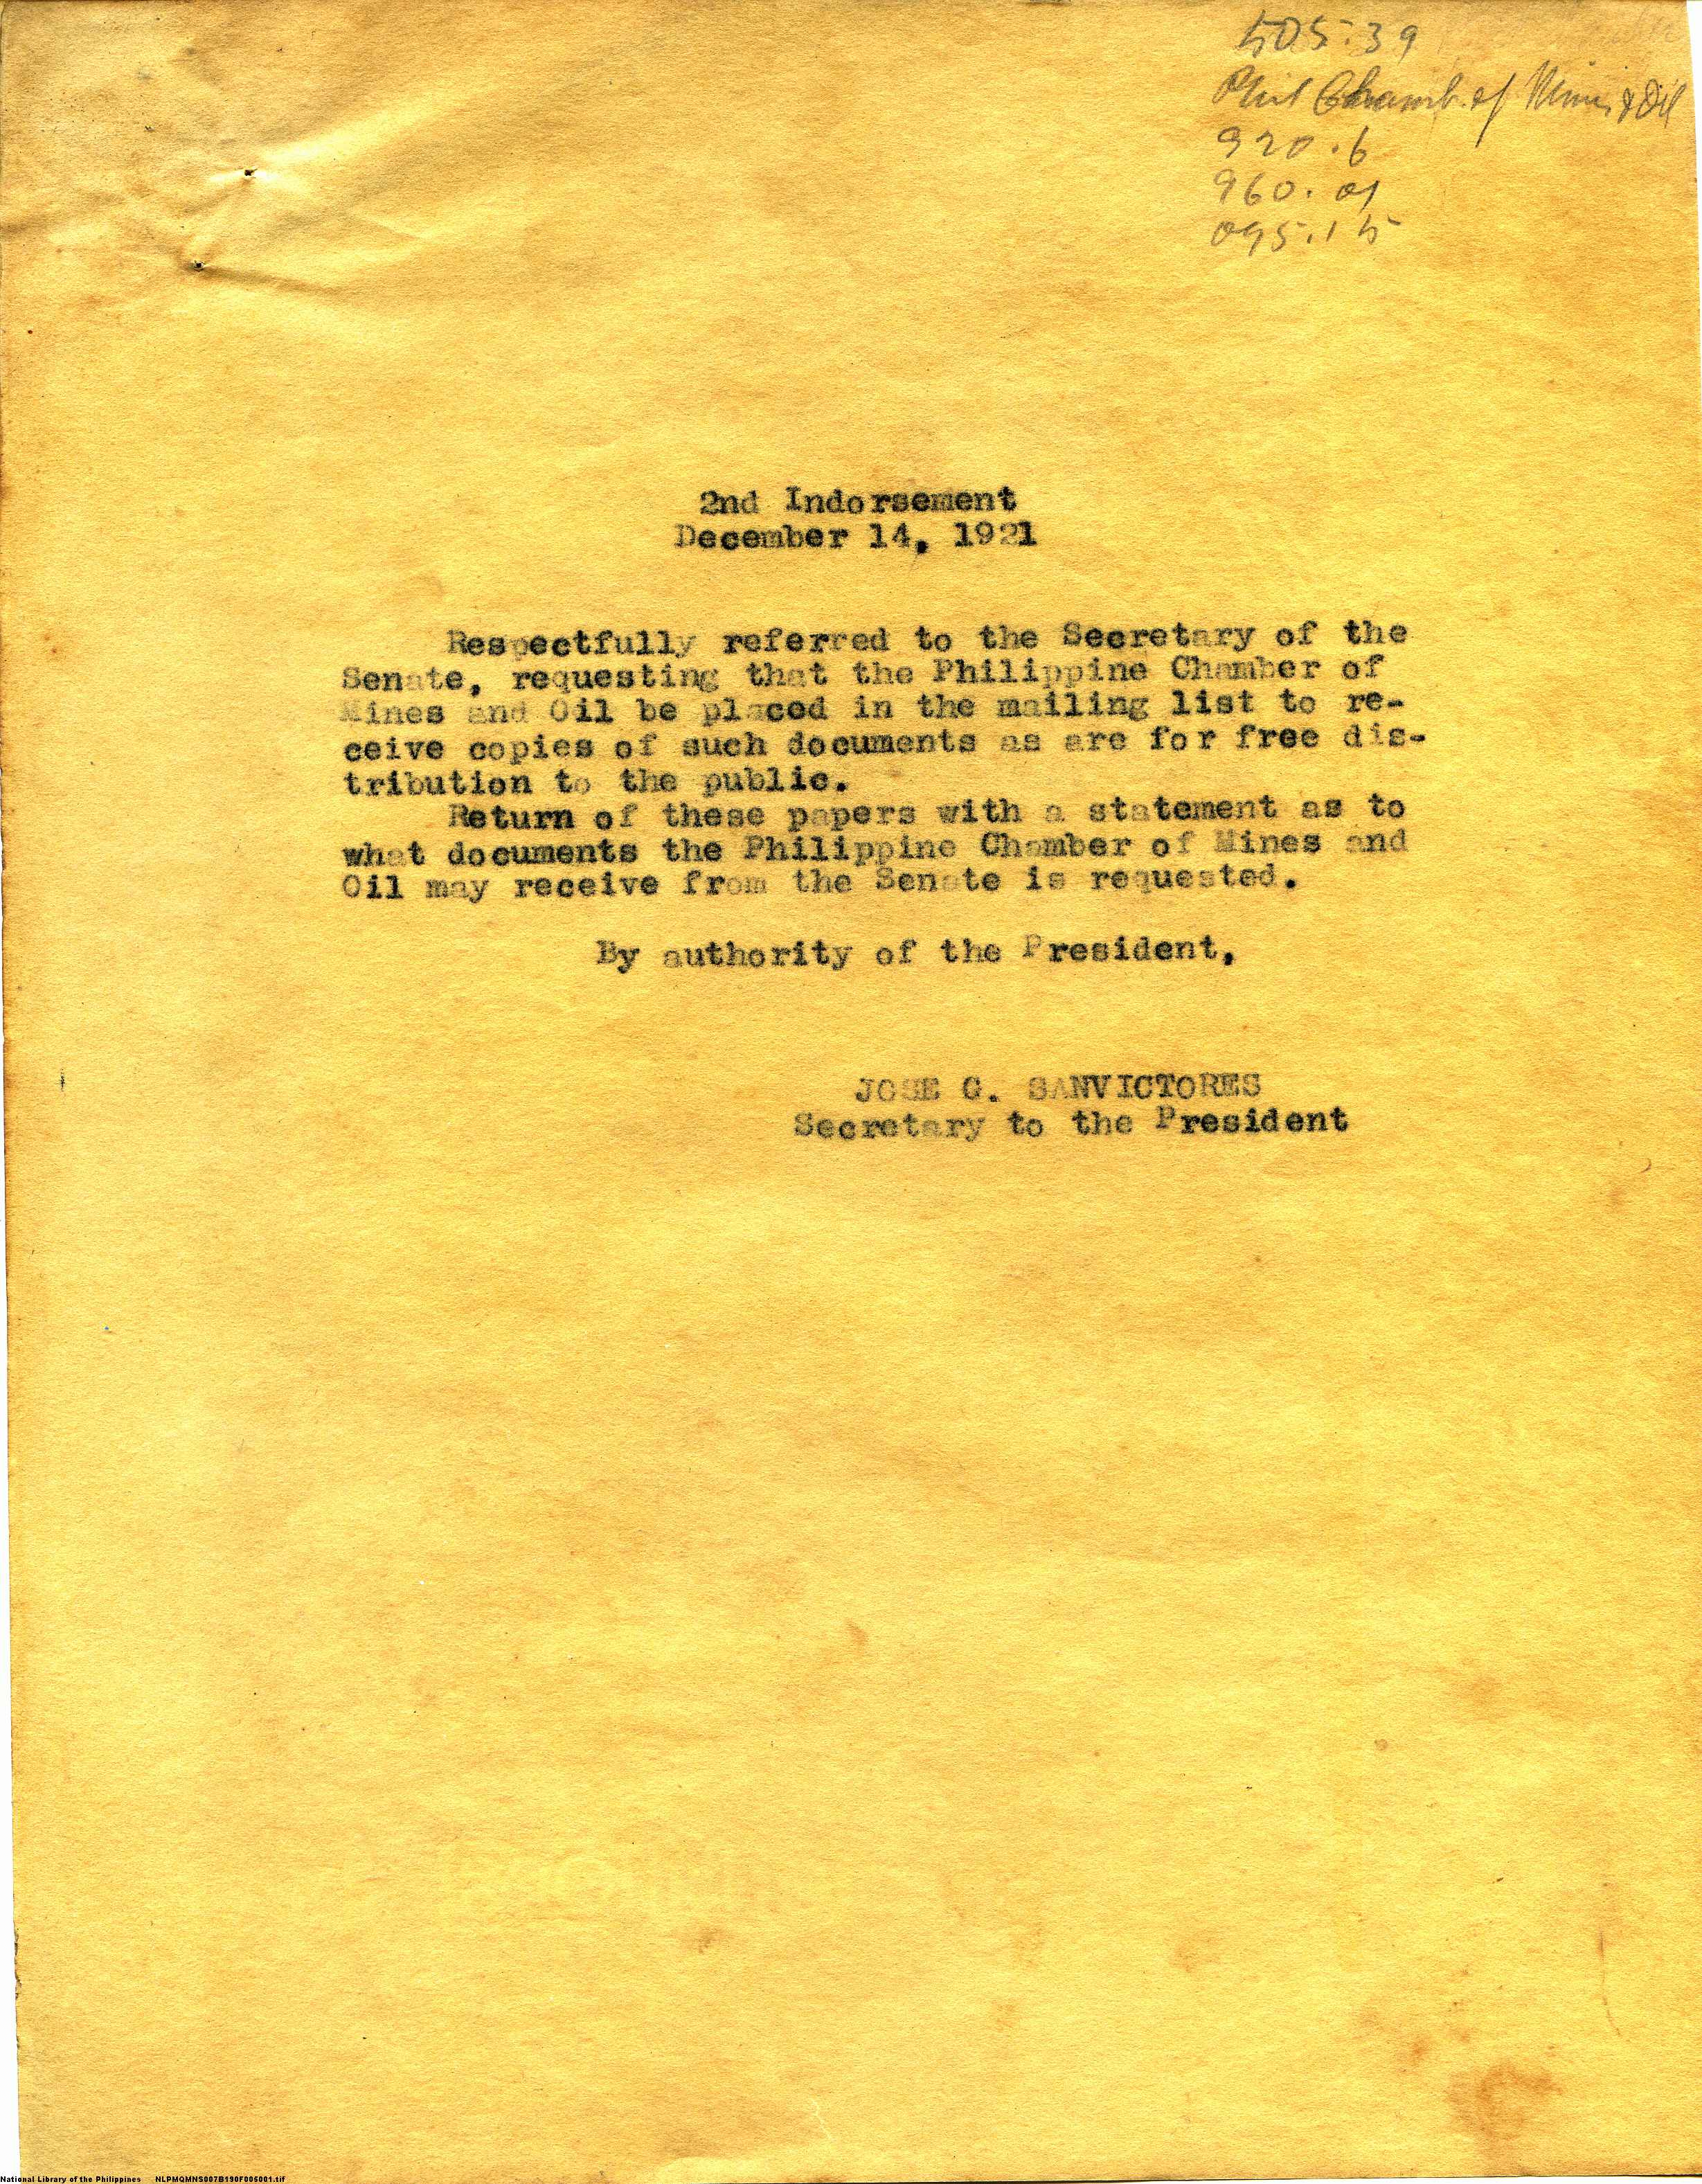 505.39
Phil Chamb. of Mines & Oil
920.6
960.01
095.15
2nd Indorsement
December 14, 1921
Respectfully referred to the Secretary of the
Senate, requesting that the Philippine Chamber of
Mines and Oil be placed in the mailing list to re-
ceive copies of such documents as are for free dis-
tribution to the public.
Return of these papers with a statement as to
what documents the Philippine Chamber of Mines and
Oil may receive from the Senate is requested.
By authority of the President,
JOSE G. SANVICTORES
Secretary to the President
National Library of the Philippines NLPMQMNS007B190F006001.tif